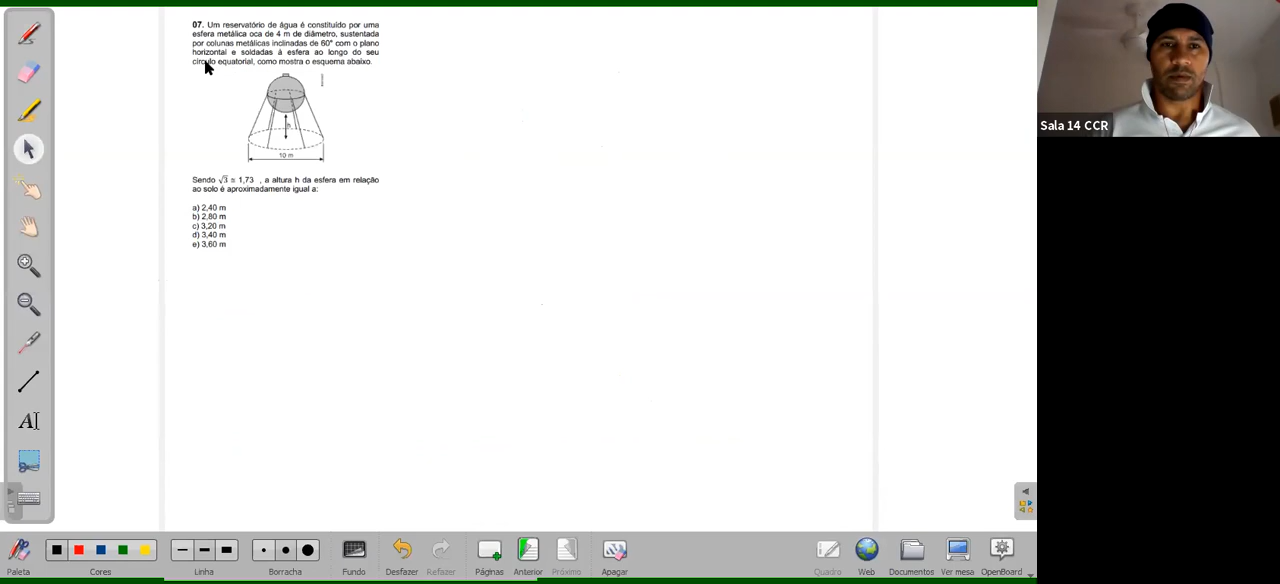 07. Um reservatório de água é constituído por uma
esfera metálica oca de 4 m de diâmetro, sustentada
por colunas metálicas inclinadas de 60° com o plano
horizontal e soldadas à esfera ao longo do seu
círculo equatorial, como mostra o esquema abaixo.
h
10 m
Sendo √3 ≅ 1,73 , a altura h da esfera em relação
ao solo é aproximadamente igual a:
a) 2,40 m
b) 2,80 m
c) 3,20 m
d) 3,40 m
e) 3,60 m
Sala 14 CCR
Paleta Cores Linha Borracha Fundo Desfazer Refazer Páginas Anterior Próximo Apagar Quadro Web Documentos Ver mesa OpenBoard